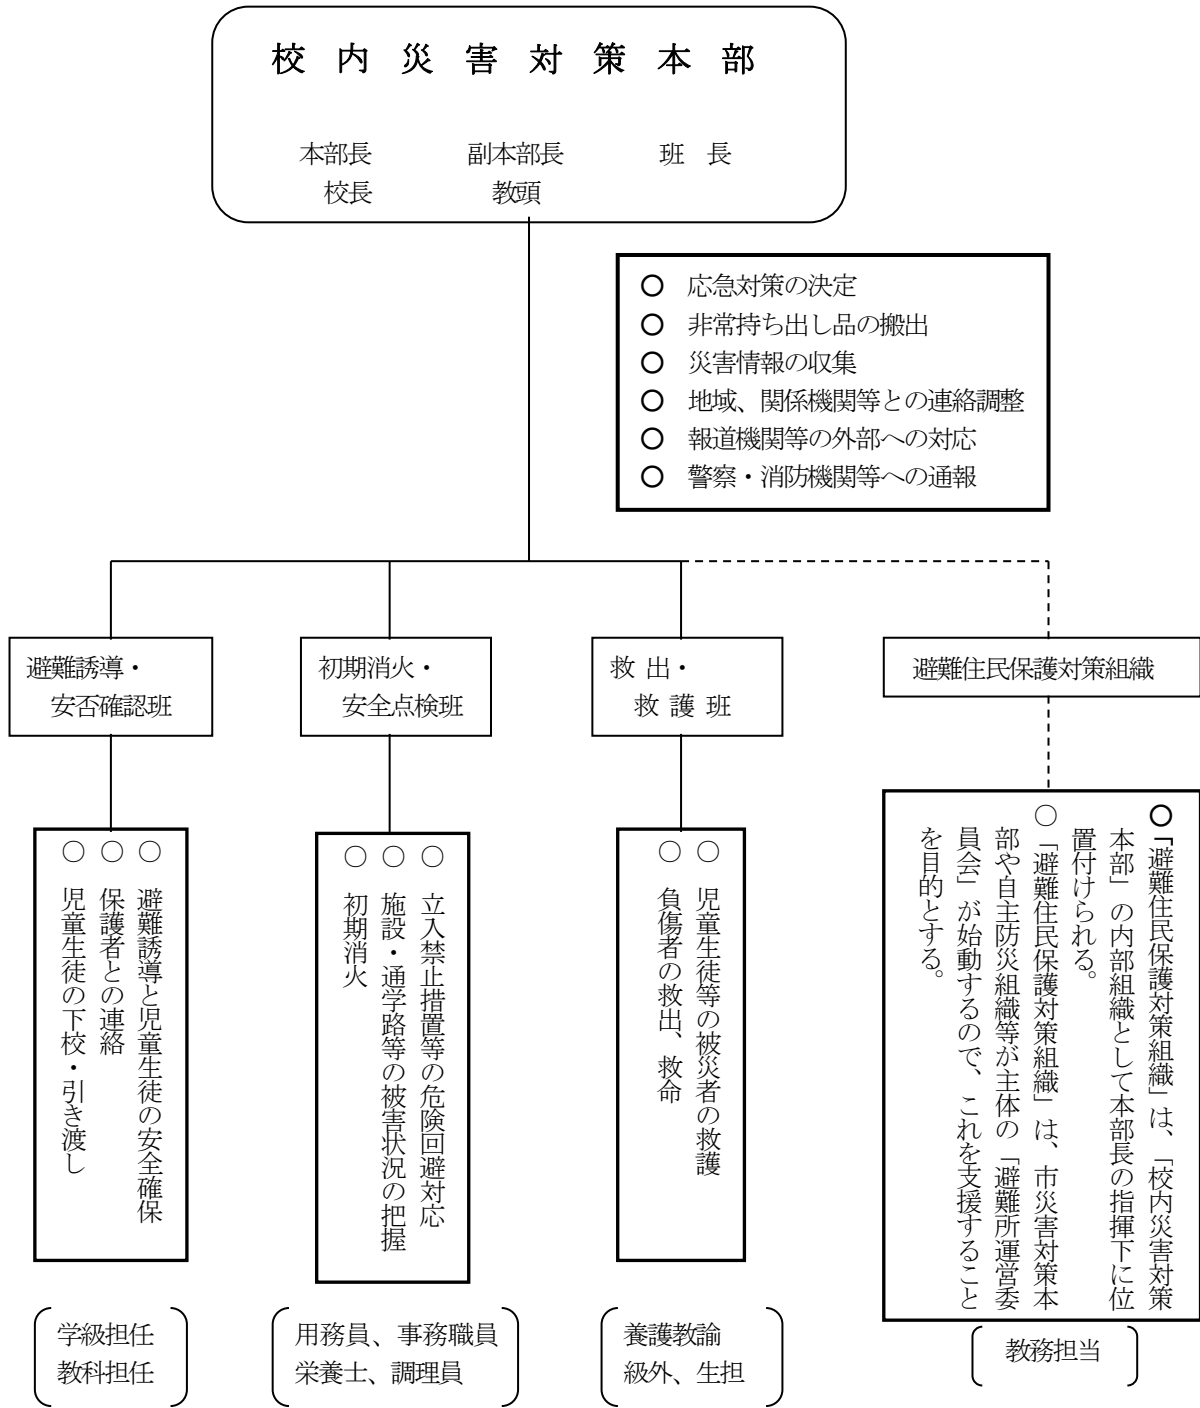 校内災害対策本部
本部長 副本部長 班 長
校長 教頭
○ 応急対策の決定
○ 非常持ち出し品の搬出
○ 災害情報の収集
○ 地域、関係機関等との連絡調整
○ 報道機関等の外部への対応
○ 警察・消防機関等への通報
避難誘導・
安否確認班
初期消火・
安全点検班
救 出・
救 護 班
避難住民保護対策組織
○ 避難誘導と児童生徒の安全確保
○ 保護者との連絡
○ 児童生徒の下校・引き渡し
○ 立入禁止措置等の危険回避対応
○ 施設・通学路等の被害状況の把握
○ 初期消火
○ 児童生徒等の被災者の救護
○ 負傷者の救出、救命
○「避難住民保護対策組織」は、「校内災害対策
本部」の内部組織として本部長の指揮下に位
置付けられる。
○「避難住民保護対策組織」は、市災害対策本
部や自主防災組織等が主体の「避難所運営委
員会」が始動するので、これを支援すること
を目的とする。
学級担任
教科担任
用務員、事務職員
栄養士、調理員
養護教諭
級外、生担
教務担当